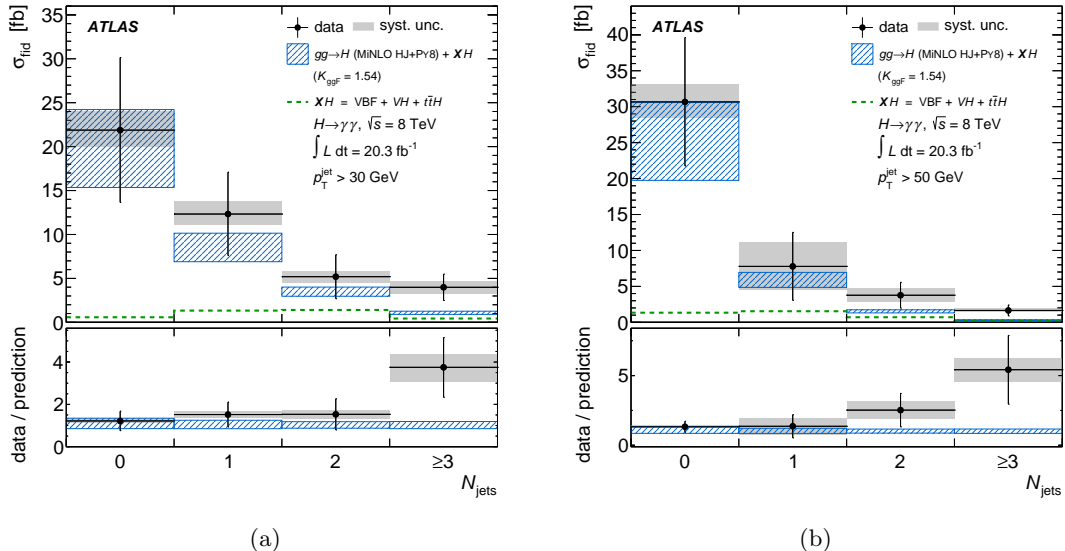 σfid [fb]
ATLAS
data syst. unc.
gg→H (MiNLO HJ+PY8) + XH
(KggF = 1.54)
XH = VBF + VH + tt̄H
H→γγ, √s = 8 TeV
∫ L dt = 20.3 fb-1
pTjet > 30 GeV
35
30
25
20
15
10
5
0
data / prediction
4
2
0
0 1 2 ≥3
Njets
(a)
σfid [fb]
ATLAS
data syst. unc.
gg→H (MiNLO HJ+PY8) + XH
(KggF = 1.54)
XH = VBF + VH + tt̄H
H→γγ, √s = 8 TeV
∫ L dt = 20.3 fb-1
pTjet > 50 GeV
40
35
30
25
20
15
10
5
0
data / prediction
5
0
0 1 2 ≥3
Njets
(b)